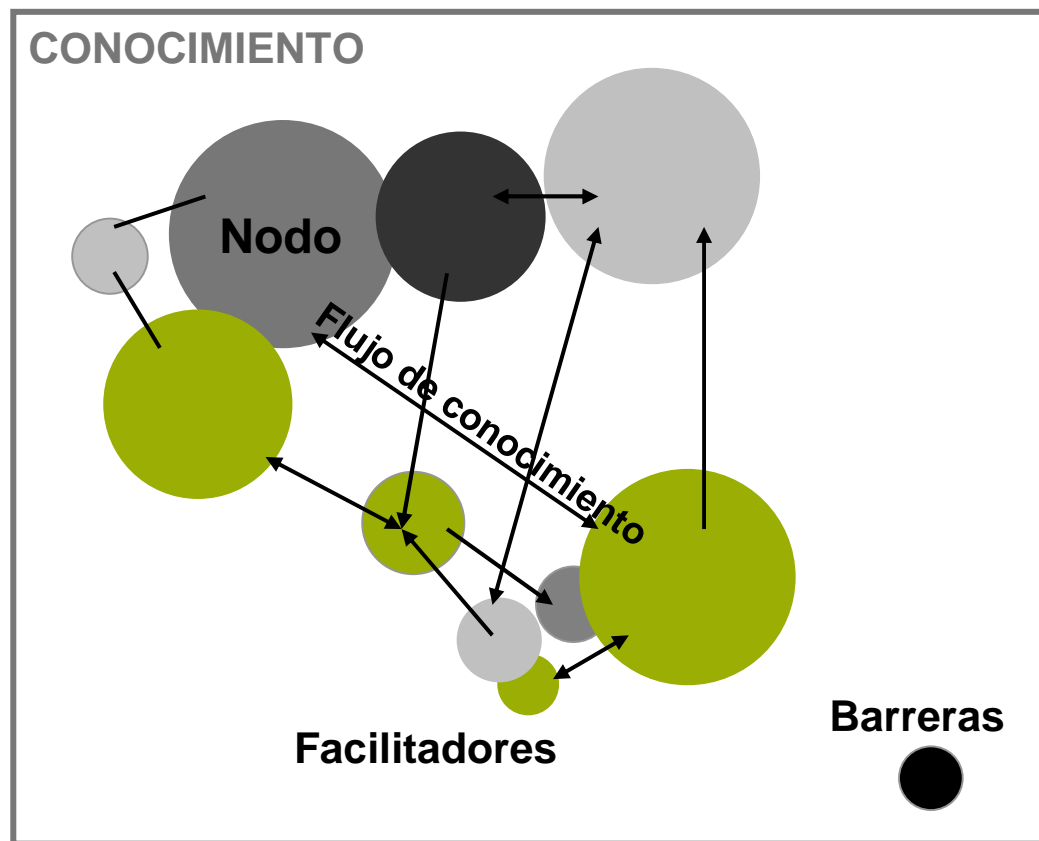 CONOCIMIENTO
Nodo
Flujo de conocimiento
Barreras
Facilitadores